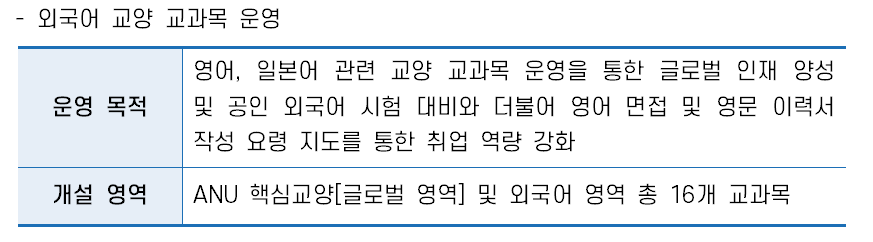 - 외국어 교양 교과목 운영
운영 목적
영어, 일본어 관련 교양 교과목 운영을 통한 글로벌 인재 양성
및 공인 외국어 시험 대비와 더불어 영어 면접 및 영문 이력서
작성 요령 지도를 통한 취업 역량 강화
개설 영역
ANU 핵심교양[글로벌 영역] 및 외국어 영역 총 16개 교과목